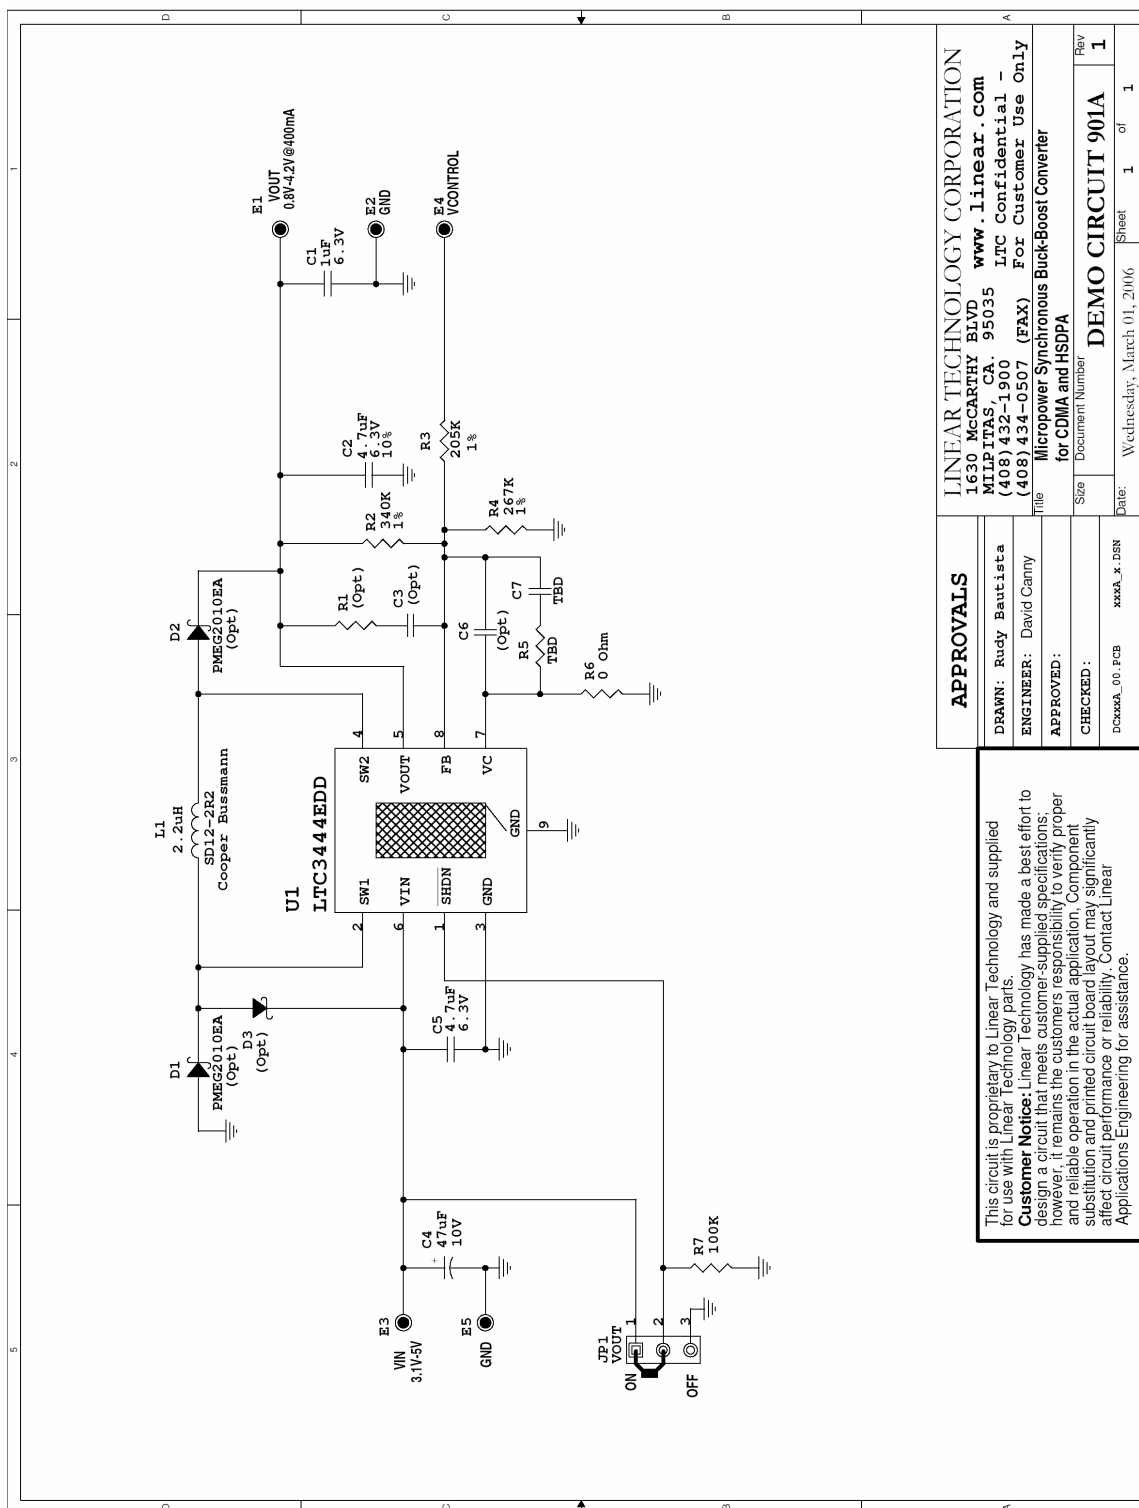 D
C
B
A
1
2
3
4
5
E1
VOUT
0.8V-4.2V@400mA
E2
GND
E4
VCONTROL
C1
1uF
6.3V
C2
4.7uF
6.3V
10%
R3
205K
1%
R2
340K
1%
R4
267K
1%
D2
PMEG2010EA
(Opt)
R1
(Opt)
C3
(Opt)
C6
(Opt)
C7
TBD
R5
TBD
R6
0 Ohm
L1
2.2uH
SD12-2R2
Cooper Bussmann
U1
LTC3444EDD
SW1
VIN
SHDN
GND
SW2
VOUT
FB
VC
GND
2
6
1
3
4
5
8
7
9
D1
PMEG2010EA
(Opt)
D3
(Opt)
C5
4.7uF
6.3V
C4
+
47uF
10V
E3
VIN
3.1V-5V
E5
GND
R7
100K
JP1
VOUT
1
2
3
ON
OFF
This circuit is proprietary to Linear Technology and supplied
for use with Linear Technology parts.
Customer Notice: Linear Technology has made a best effort to
design a circuit that meets customer-supplied specifications;
however, it remains the customers responsibility to verify proper
and reliable operation in the actual application, Component
substitution and printed circuit board layout may significantly
affect circuit performance or reliability. Contact Linear
Applications Engineering for assistance.
APPROVALS
DRAWN: Rudy Bautista
ENGINEER: David Canny
APPROVED:
CHECKED:
DCxxxA_00.PCB xxxA_x.DSN
LINEAR TECHNOLOGY CORPORATION
1630 McCARTHY BLVD www.linear.com
MILPITAS, CA. 95035
(408)432-1900 LTC Confidential -
(408)434-0507 (FAX) For Customer Use Only
Title
Micropower Synchronous Buck-Boost Converter
for CDMA and HSDPA
Size
Document Number
DEMO CIRCUIT 901A
Rev
1
Date: Wednesday, March 01, 2006
Sheet 1 of 1
D
C
B
A